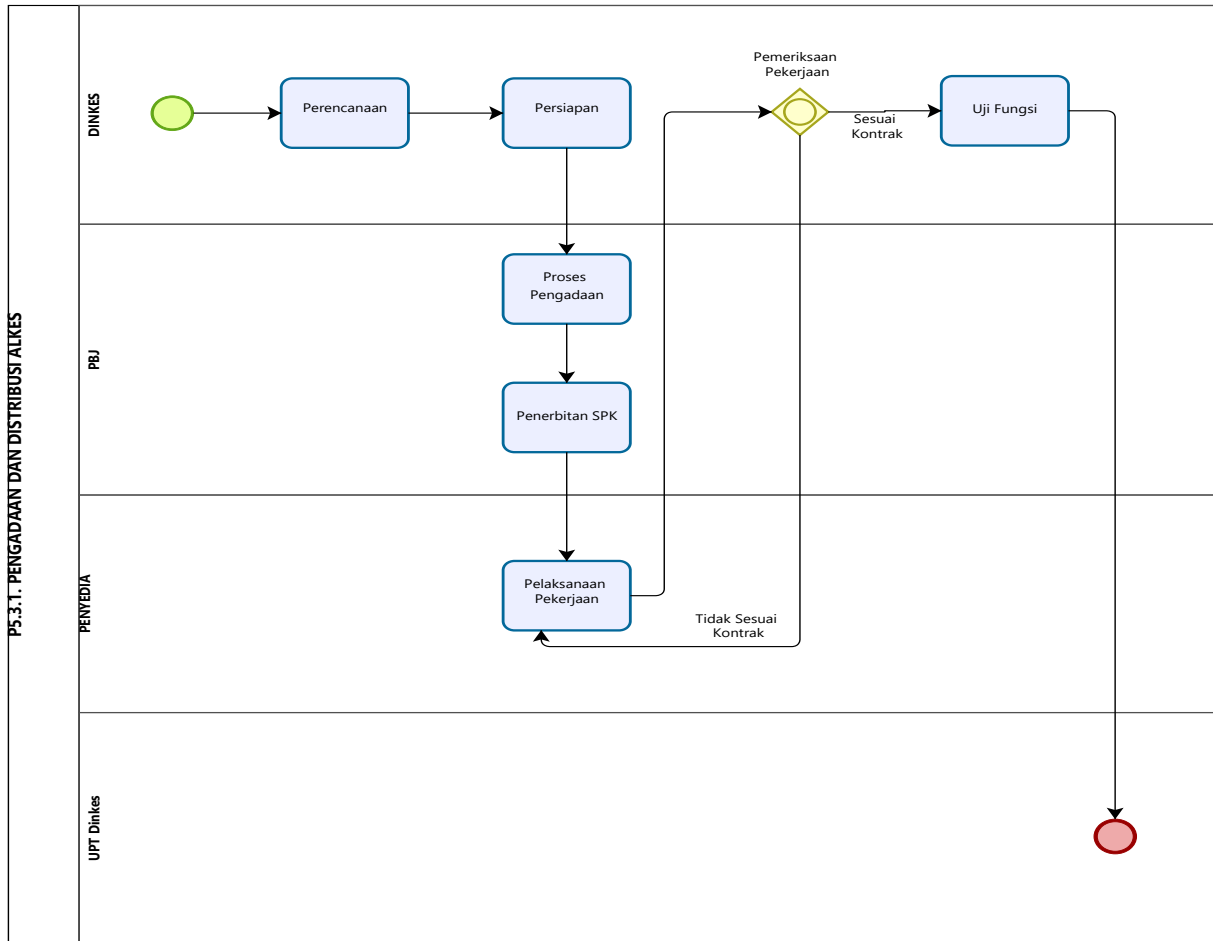 P5.3.1. PENGADAAN DAN DISTRIBUSI ALKES
DINKES
Perencanaan
Persiapan
Pemeriksaan
Pekerjaan
Sesuai
Kontrak
Uji Fungsi
PBJ
Proses
Pengadaan
Penerbitan SPK
PENYEDIA
Pelaksanaan
Pekerjaan
Tidak Sesuai
Kontrak
UPT Dinkes